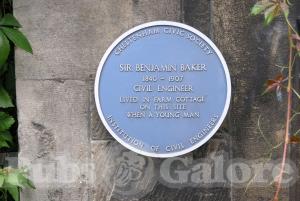 CHELTENHAM CIVIC SOCIETY
SIR BENJAMIN BAKER
1840 - 1907
CIVIL ENGINEER
LIVED IN FARM COTTAGE
ON THIS SITE
WHEN A YOUNG MAN
INSTITUTION OF CIVIL ENGINEERS
Pubs Galore